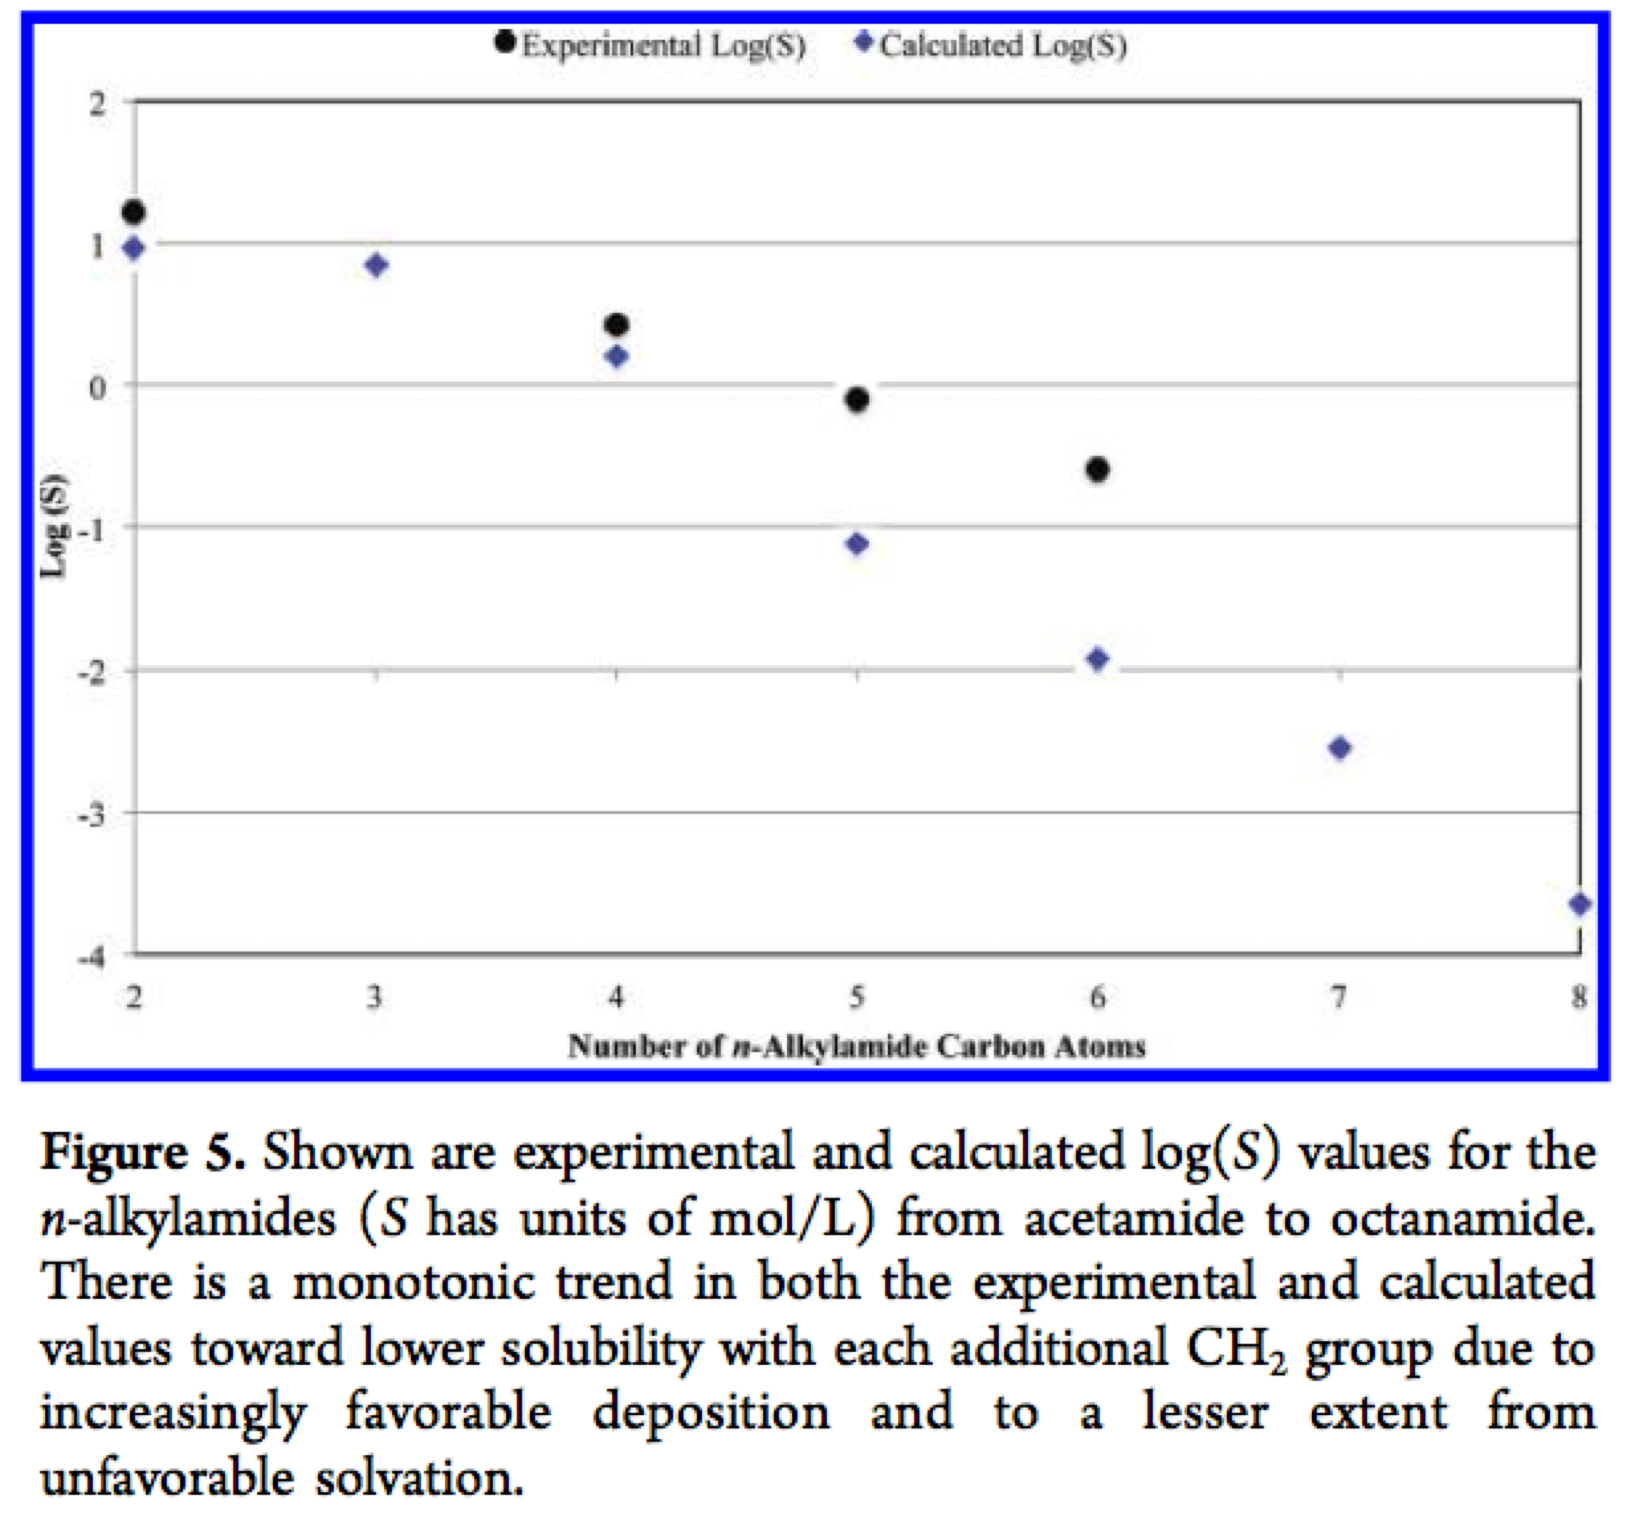 Experimental Log(S) Calculated Log(S)
2
1
0
-1
-2
-3
-4
Log (S)
2 3 4 5 6 7 8
Number of n-Alkylamide Carbon Atoms
Figure 5. Shown are experimental and calculated log(S) values for the
n-alkylamides (S has units of mol/L) from acetamide to octanamide.
There is a monotonic trend in both the experimental and calculated
values toward lower solubility with each additional CH₂ group due to
increasingly favorable deposition and to a lesser extent from
unfavorable solvation.